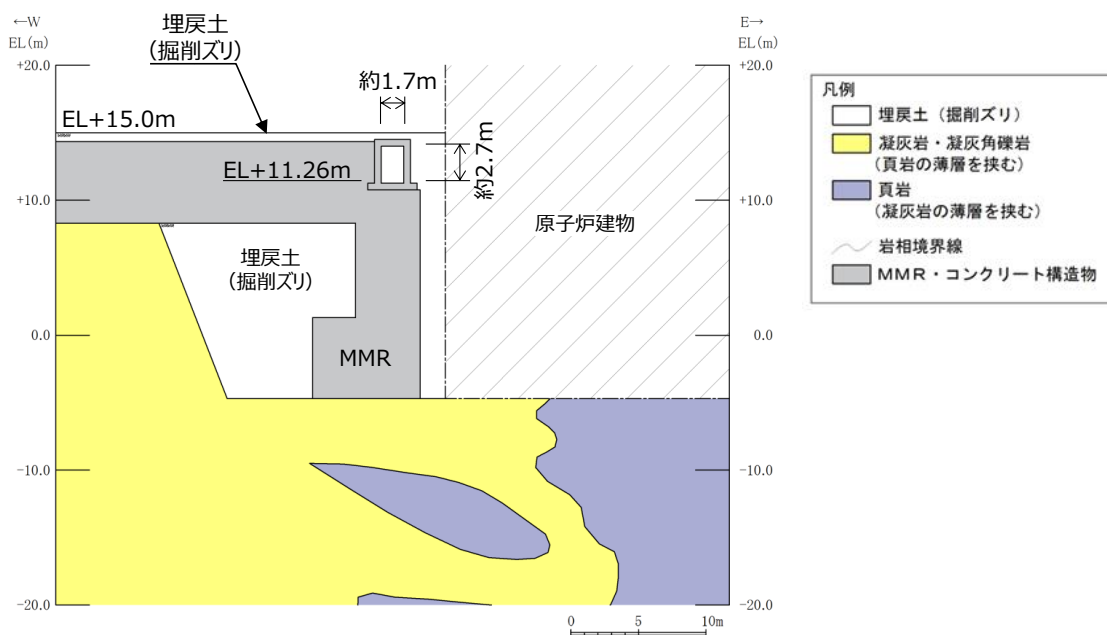 ←W
EL(m)
E→
EL(m)
埋戻土
(掘削ズリ)
+20.0
+20.0
約1.7m
EL+15.0m
約2.7m
EL+11.26m
+10.0
+10.0
原子炉建物
埋戻土
(掘削ズリ)
0.0
0.0
MMR
-10.0
-10.0
-20.0
-20.0
0 5 10m
凡例
埋戻土（掘削ズリ）
凝灰岩・凝灰角礫岩
(頁岩の薄層を挟む)
頁岩
(凝灰岩の薄層を挟む)
岩相境界線
ＭＭＲ・コンクリート構造物